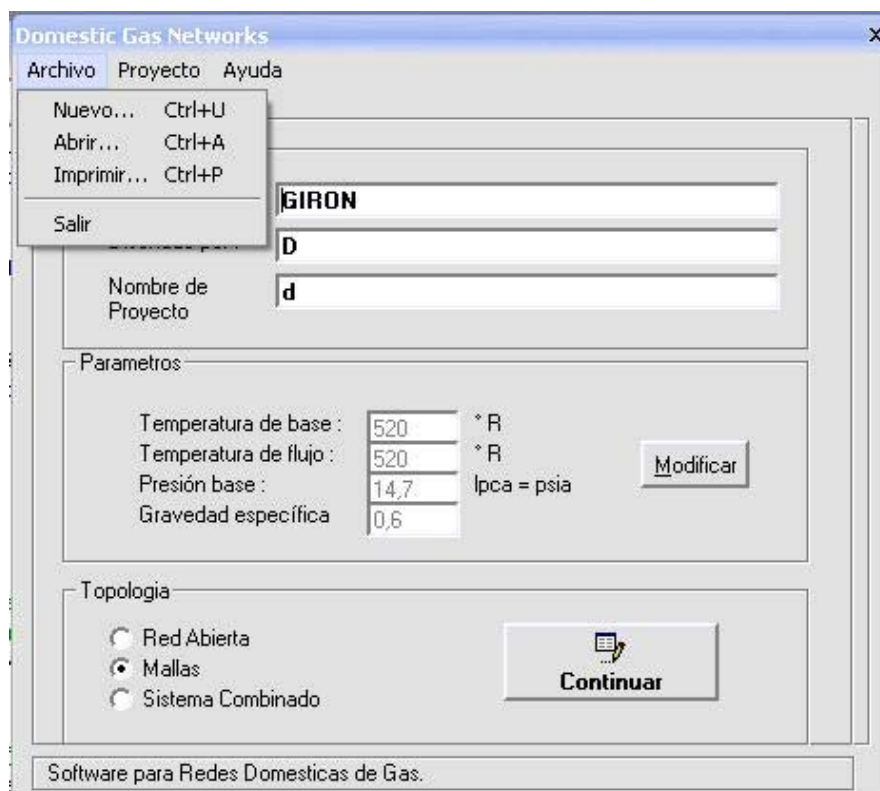 Domestic Gas Networks
Archivo Proyecto Ayuda
Nuevo... Ctrl+U
Abrir... Ctrl+A
Imprimir... Ctrl+P
Salir
GIRON
D
Nombre de
Proyecto
d
Parametros
Temperatura de base : 520 ° R
Temperatura de flujo : 520 ° R
Presión base : 14,7 lpca = psia
Gravedad específica 0,6
Modificar
Topologia
Red Abierta
Mallas
Sistema Combinado
Continuar
Software para Redes Domesticas de Gas.